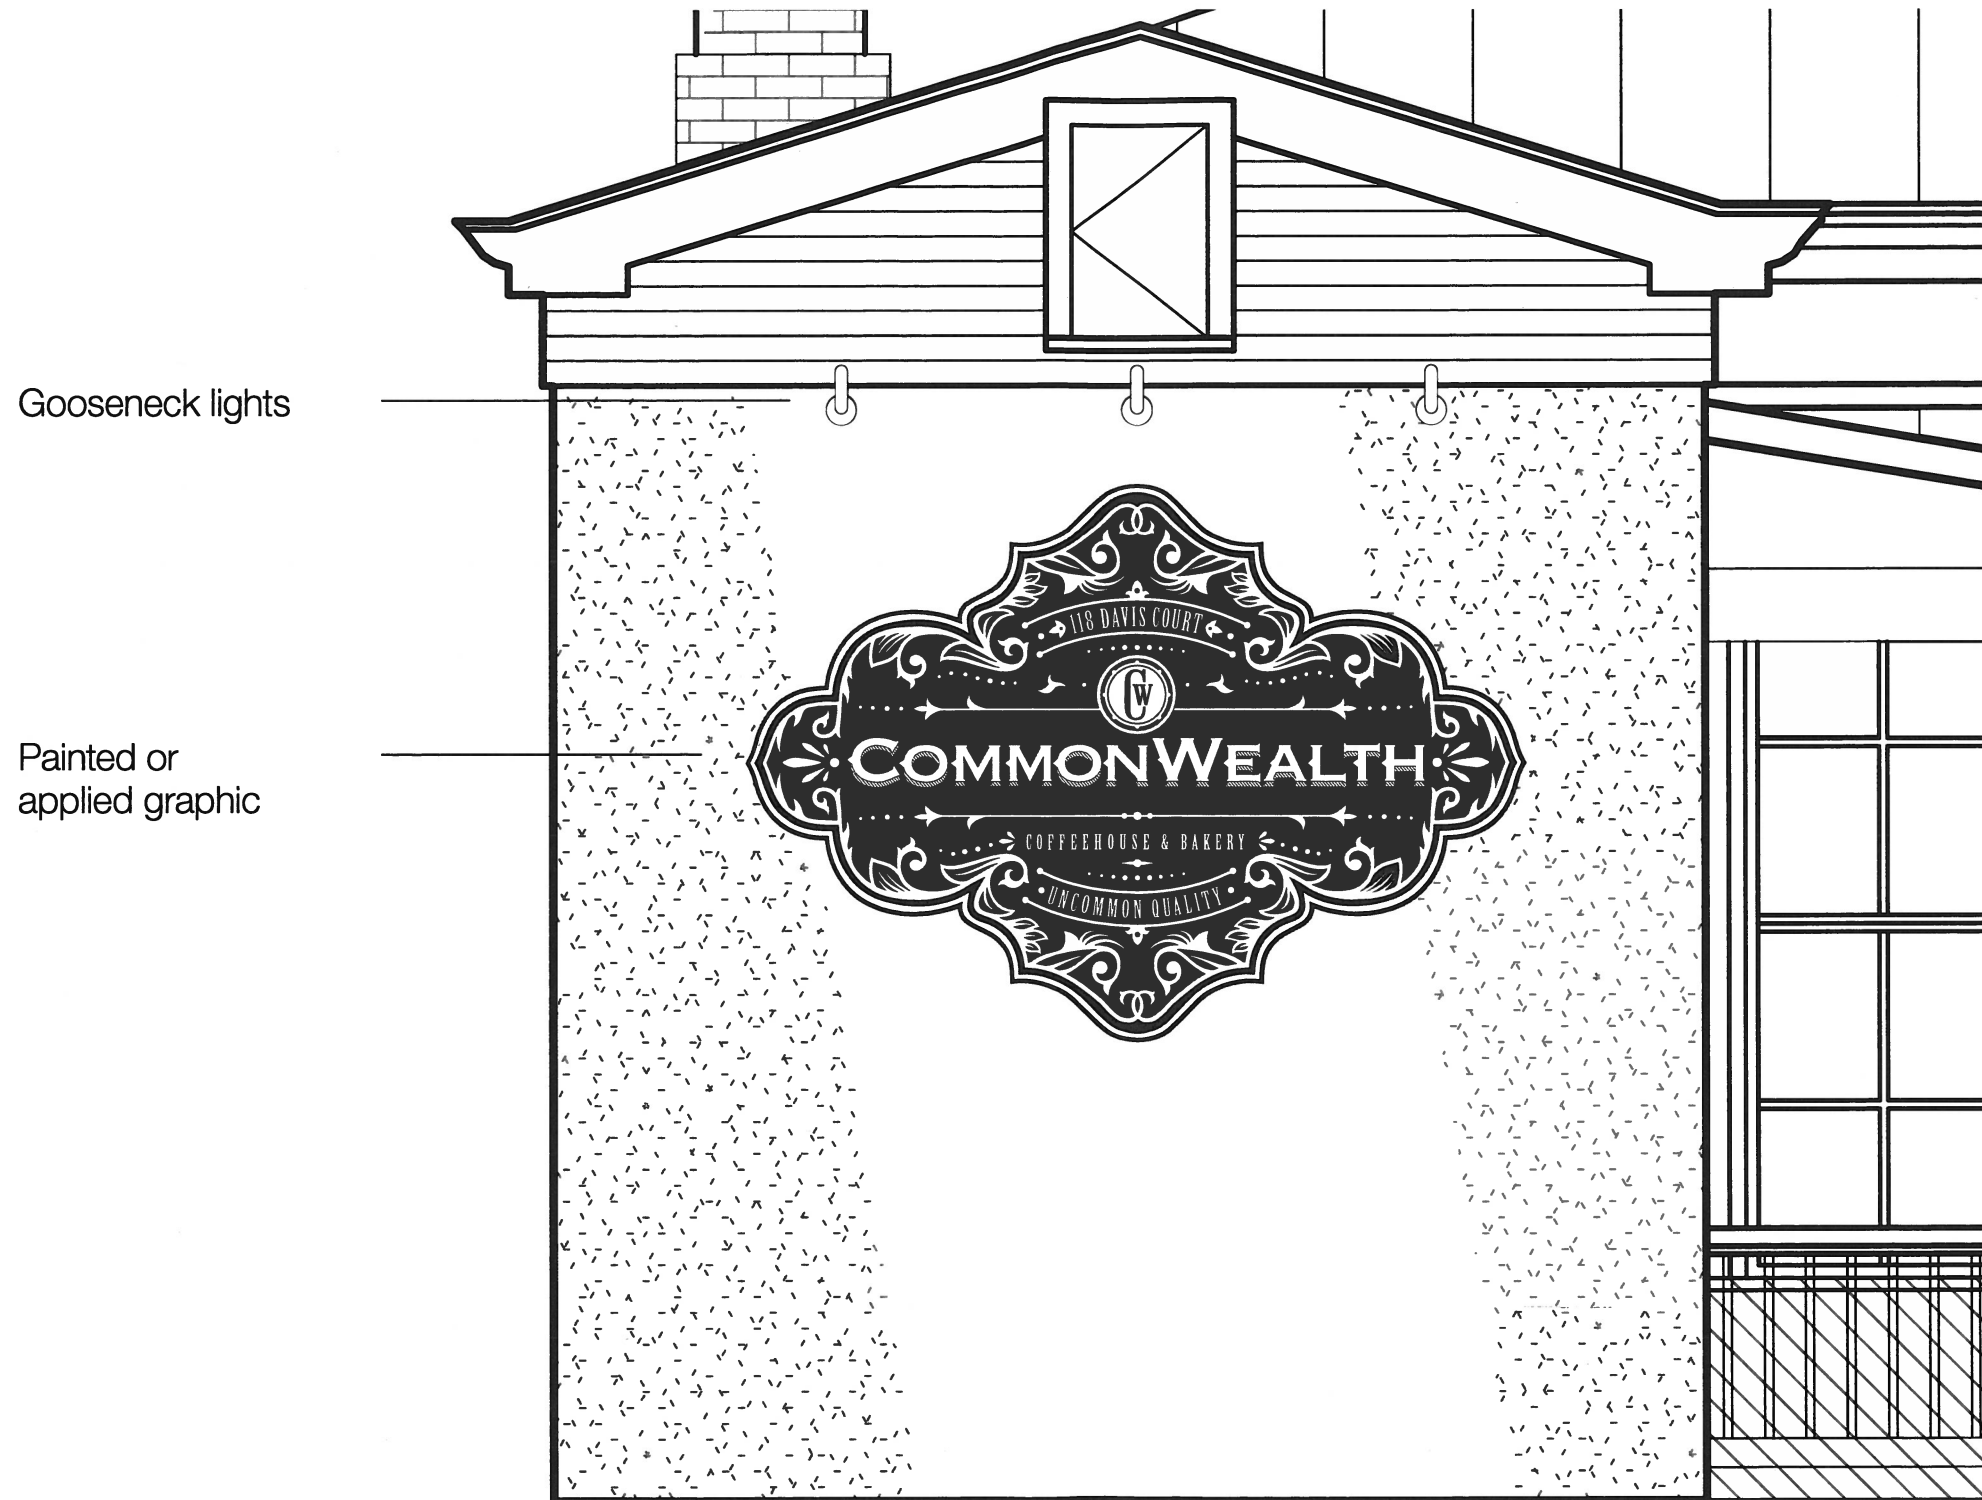 Gooseneck lights
118 DAVIS COURT
CW
COMMONWEALTH
Painted or
applied graphic
COFFEEHOUSE & BAKERY
UNCOMMON QUALITY